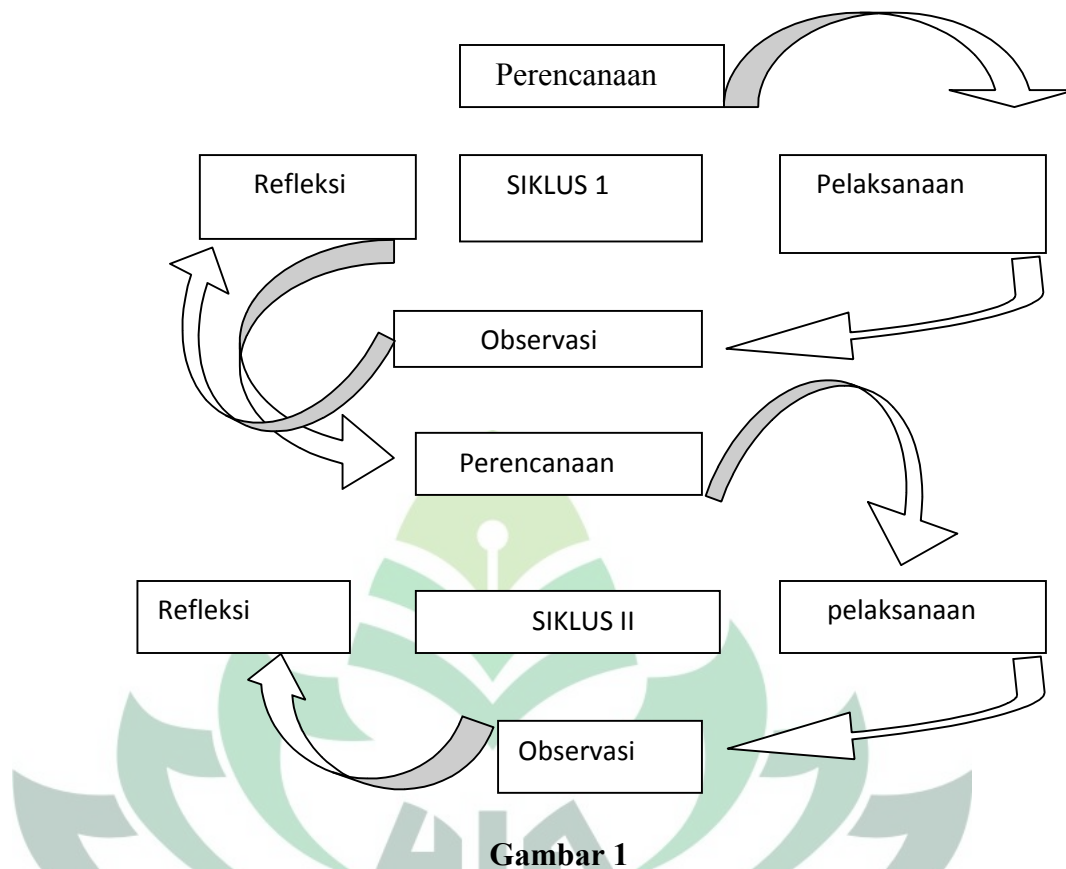 Perencanaan
Refleksi
SIKLUS 1
Pelaksanaan
Observasi
Perencanaan
Refleksi
SIKLUS II
pelaksanaan
Observasi
Gambar 1